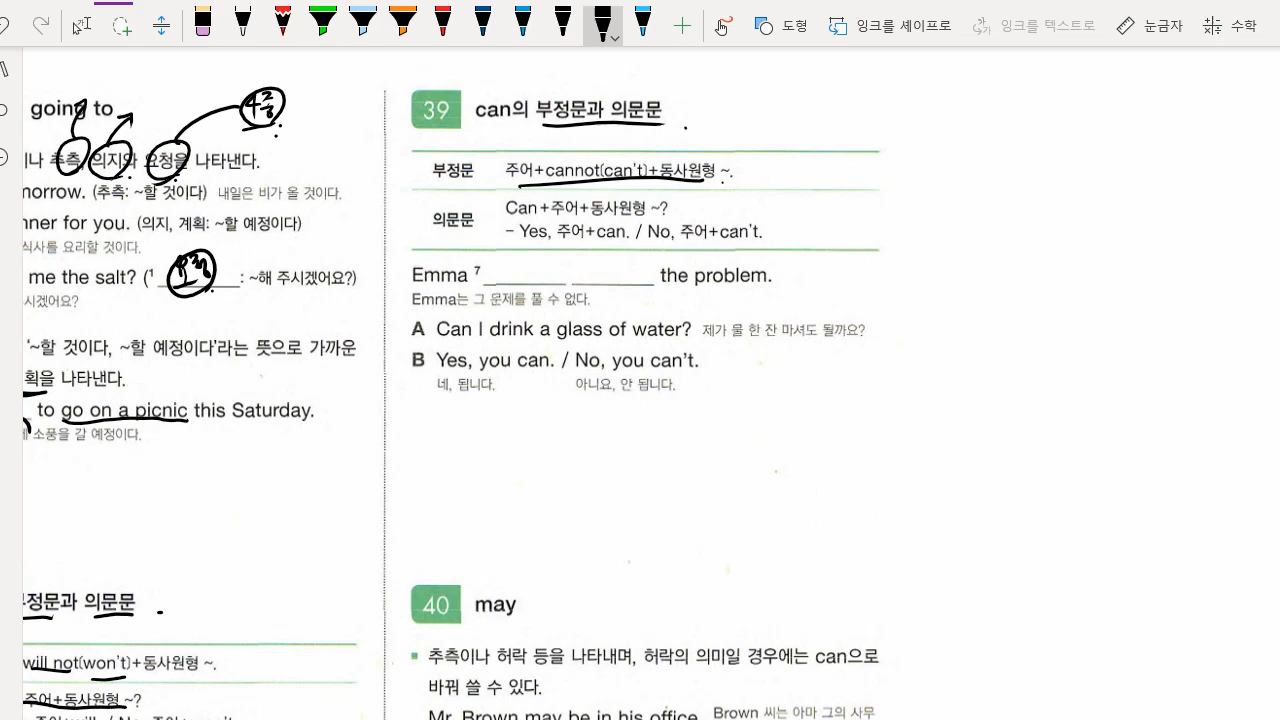 도형
잉크를 셰이프로
잉크를 텍스트로
눈금자
수학
going to
요청
나 추측, 의지와 요청을 나타낸다.
morrow. (추측: ~할 것이다) 내일은 비가 올 것이다.
nner for you. (의지, 계획: ~할 예정이다)
식사를 요리할 것이다.
me the salt? (¹ ________: ~해 주시겠어요?)
시겠어요?
'~할 것이다, ~할 예정이다'라는 뜻으로 가까운
획을 나타낸다.
to go on a picnic this Saturday.
소풍을 갈 예정이다.
정문과 의문문
will not(won't)+동사원형 ~.
주어+동사원형 ~?
39 can의 부정문과 의문문
부정문 주어+cannot(can't)+동사원형 ~.
의문문 Can+주어+동사원형 ~?
– Yes, 주어+can. / No, 주어+can't.
Emma ⁷ ________ ________ the problem.
Emma는 그 문제를 풀 수 없다.
A Can I drink a glass of water? 제가 물 한 잔 마셔도 될까요?
B Yes, you can. / No, you can't.
네, 됩니다. 아니요, 안 됩니다.
40 may
추측이나 허락 등을 나타내며, 허락의 의미일 경우에는 can으로
바꿔 쓸 수 있다.
Mr. Brown may be in his office. Brown 씨는 아마 그의 사무